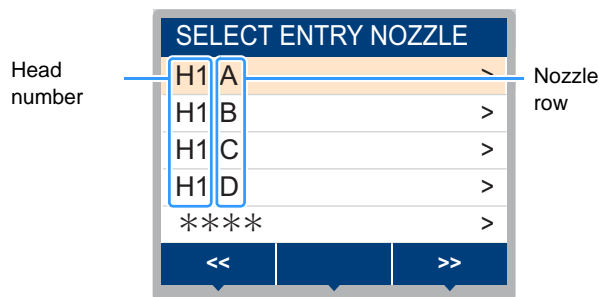 SELECT ENTRY NOZZLE
Head
number
H1 A >
Nozzle
row
H1 B >
H1 C >
H1 D >
**** >
<< >>